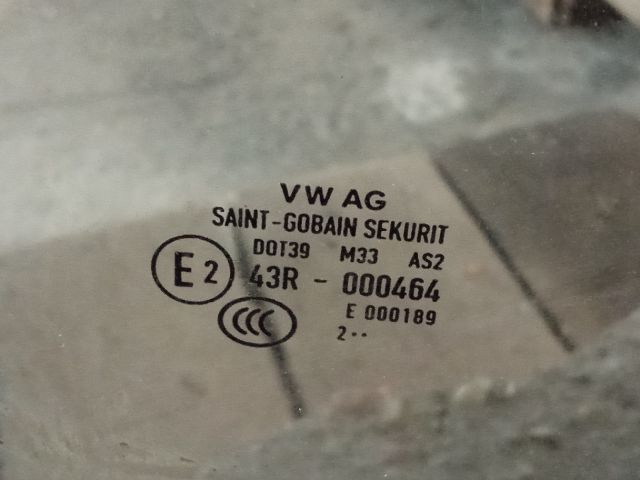 VW AG
SAINT-GOBAIN SEKURIT
DOT39 M33 AS2
E2 43R - 000464
CCC E 000189
2··